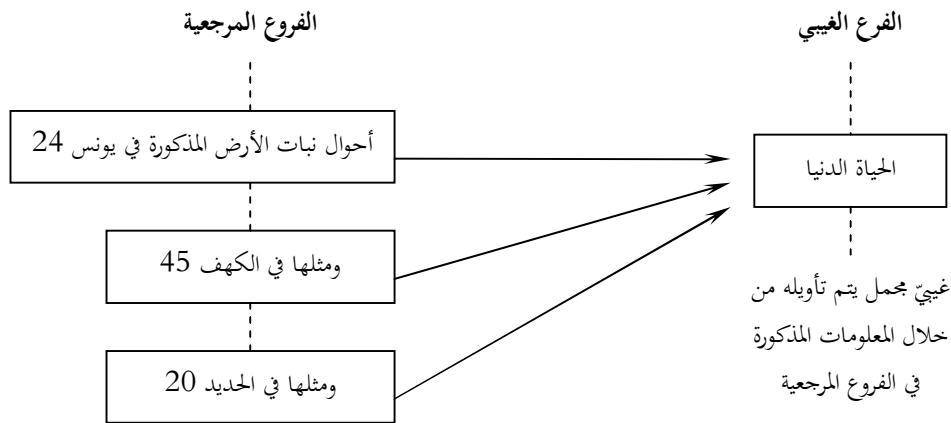 الفرع الغيبي
الفروع المرجعية
الحياة الدنيا
أحوال نبات الأرض المذكورة في يونس 24
ومثلها في الكهف 45
ومثلها في الحديد 20
غيبيّ مجمل يتم تأويله من
خلال المعلومات المذكورة
في الفروع المرجعية